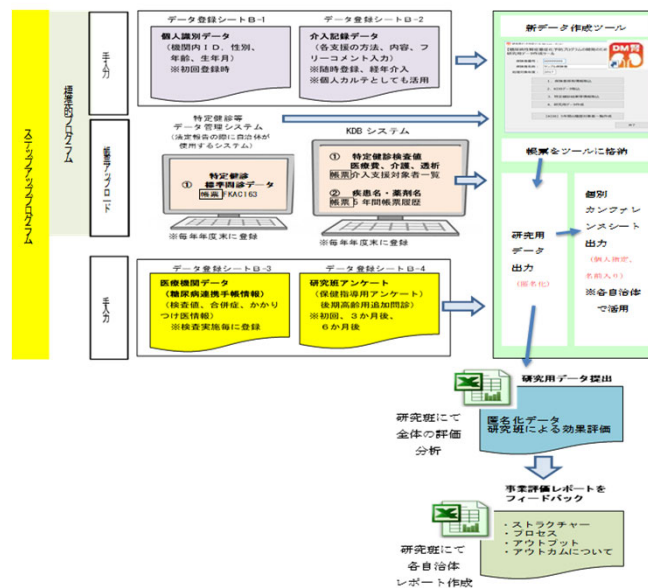 ステップアッププログラム
標準的プログラム
手入力
帳票アップロード
手入力
データ登録シートB-1
個人識別データ
(機関内ID、性別、
年齢、生年月)
※初回登録時
データ登録シートB-2
介入記録データ
(各支援の方法、内容、フ
リーコメント入力)
※随時登録、経年介入
※個人カルテとしても活用
特定健診等
データ管理システム
(法定報告の際に自治体が
使用するシステム)
特定健診
① 標準問診データ
帳票 FKAC163
※毎年年度末に登録
KDBシステム
① 特定健診検査値
医療費、介護、透析
帳票 介入支援対象者一覧
② 疾患名・薬剤名
帳票 5年間帳票履歴
※毎年年度末に登録
データ登録シートB-3
医療機関データ
(糖尿病連携手帳情報)
(検査値、合併症、かかり
つけ医情報)
※検査実施毎に登録
データ登録シートB-4
研究班アンケート
(保健指導用アンケート)
後期高齢用追加問診)
※初回、3か月後、
6か月後
新データ作成ツール
DM腎
帳票をツールに格納
研究用
データ
出力
(匿名化)
個別
カンファレ
ンスシート
出力
(個人指定、
名前入り)
※各自治体
で活用
研究用データ提出
研究班にて
全体の評価
分析
匿名化データ
研究班による効果評価
事業評価レポートを
フィードバック
研究班にて
各自治体
レポート作成
・ストラクチャー
・プロセス
・アウトプット
・アウトカムについて